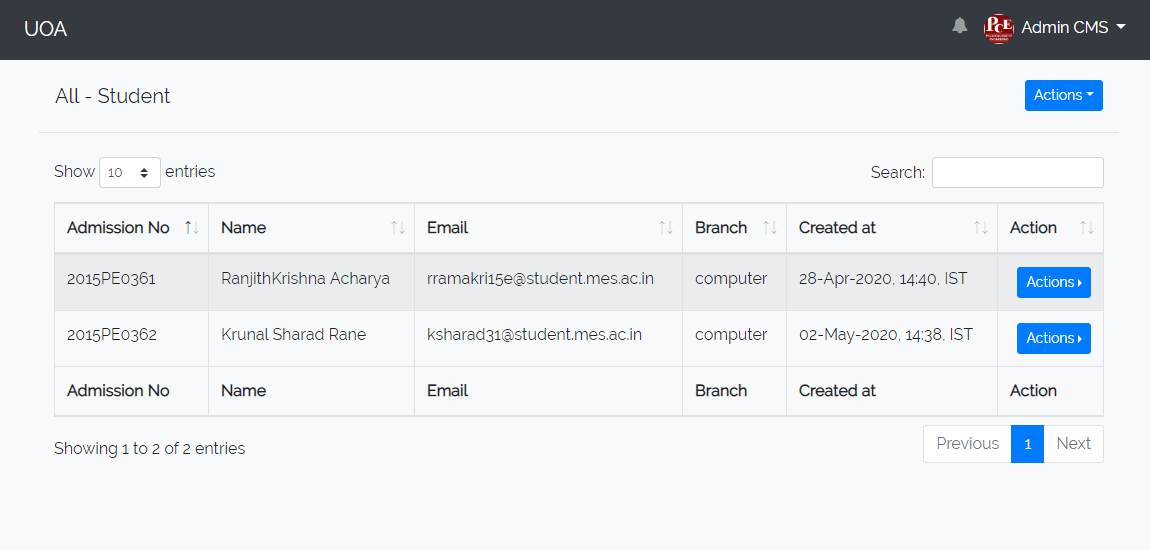 UOA
PCE Admin CMS
All - Student
Actions
Show 10 entries
Search:
Admission No Name Email Branch Created at Action
2015PE0361 RanjithKrishna Acharya rramakri15e@student.mes.ac.in computer 28-Apr-2020, 14:40, IST Actions
2015PE0362 Krunal Sharad Rane ksharad31@student.mes.ac.in computer 02-May-2020, 14:38, IST Actions
Admission No Name Email Branch Created at Action
Showing 1 to 2 of 2 entries
Previous 1 Next